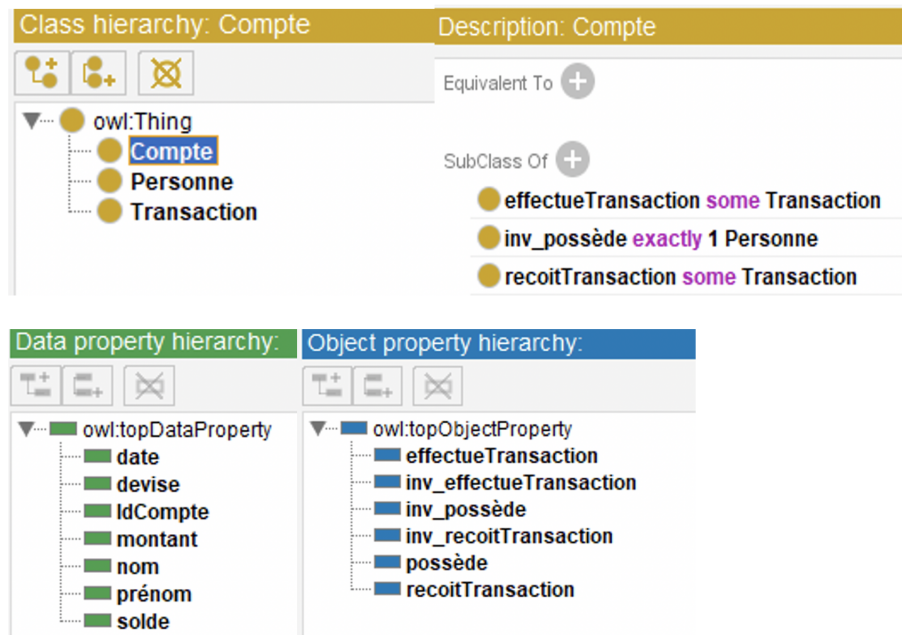 Class hierarchy: Compte
owl:Thing
Compte
Personne
Transaction
Description: Compte
Equivalent To
SubClass Of
effectueTransaction some Transaction
inv_possède exactly 1 Personne
recoitTransaction some Transaction
Data property hierarchy:
owl:topDataProperty
date
devise
IdCompte
montant
nom
prénom
solde
Object property hierarchy:
owl:topObjectProperty
effectueTransaction
inv_effectueTransaction
inv_possède
inv_recoitTransaction
possède
recoitTransaction